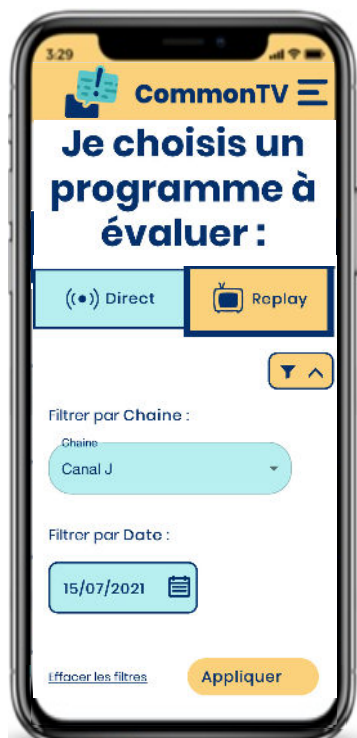 3:29
CommonTV
Je choisis un
programme à
évaluer :
Direct
Replay
Filtrer par Chaine :
Chaine
Canal J
Filtrer par Date :
15/07/2021
Effacer les filtres
Appliquer